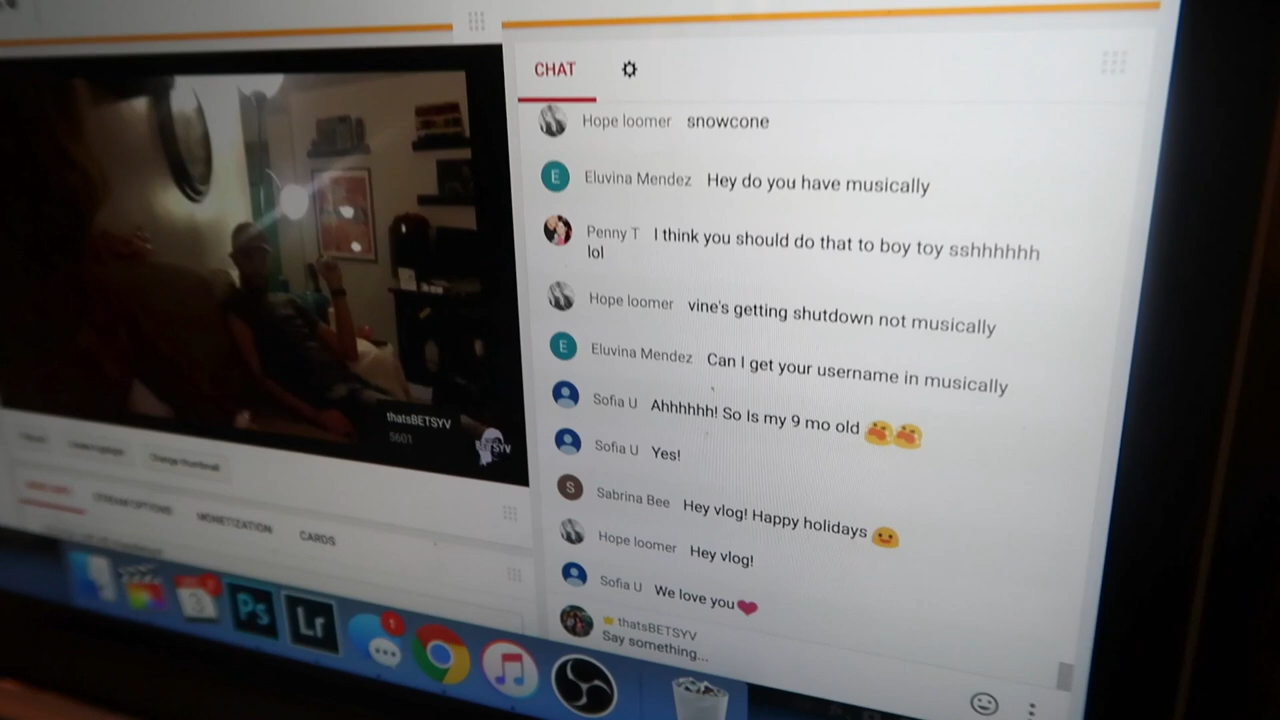 CHAT
Hope loomer snowcone
Eluvina Mendez Hey do you have musically
Penny T I think you should do that to boy toy sshhhhhh
lol
Hope loomer vine's getting shutdown not musically
Eluvina Mendez Can I get your username in musically
Sofia U Ahhhhhh! So Is my 9 mo old
Sofia U Yes!
S Sabrina Bee Hey vlog! Happy holidays
Hope loomer Hey vlog!
Sofia U We love you
thatsBETSYV
Say something...
thatsBETSYV
5601
Change thumbnail
STREAM OPTIONS
MONETIZATION
CARDS
Ps
Lr
1